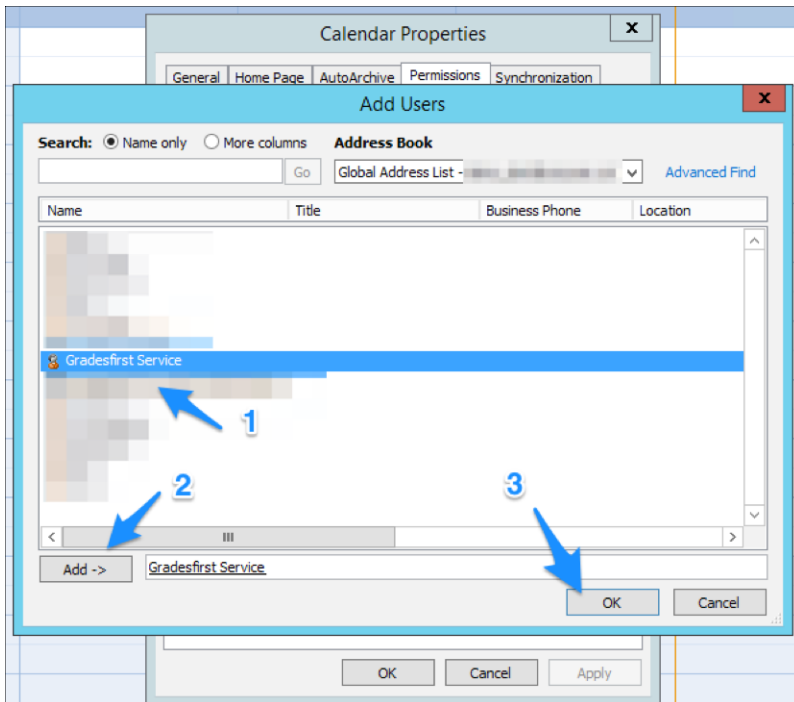 Calendar Properties
x
General Home Page AutoArchive Permissions Synchronization
Add Users
x
Search: Name only More columns Address Book
Go Global Address List - Advanced Find
Name Title Business Phone Location
Gradesfirst Service
1
2
3
Add -> Gradesfirst Service
OK Cancel
OK Cancel Apply